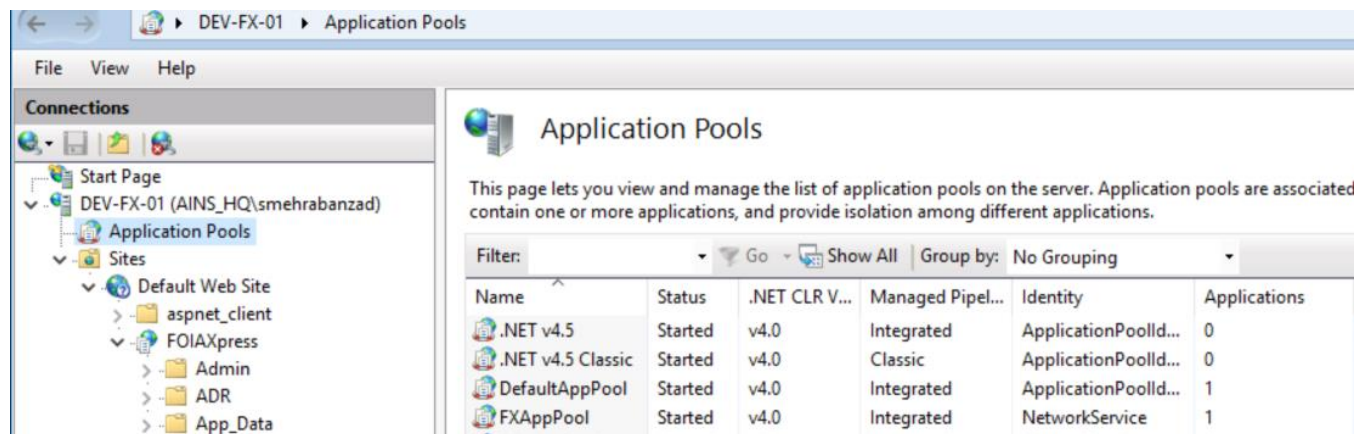 DEV-FX-01 Application Pools
File View Help
Connections
Start Page
DEV-FX-01 (AINS_HQ\smehrabanzad)
Application Pools
Sites
Default Web Site
aspnet_client
FOIAXpress
Admin
ADR
App_Data
Application Pools
This page lets you view and manage the list of application pools on the server. Application pools are associated
contain one or more applications, and provide isolation among different applications.
Filter: Go Show All Group by: No Grouping
Name Status .NET CLR V... Managed Pipel... Identity Applications
.NET v4.5 Started v4.0 Integrated ApplicationPoolId... 0
.NET v4.5 Classic Started v4.0 Classic ApplicationPoolId... 0
DefaultAppPool Started v4.0 Integrated ApplicationPoolId... 1
FXAppPool Started v4.0 Integrated NetworkService 1